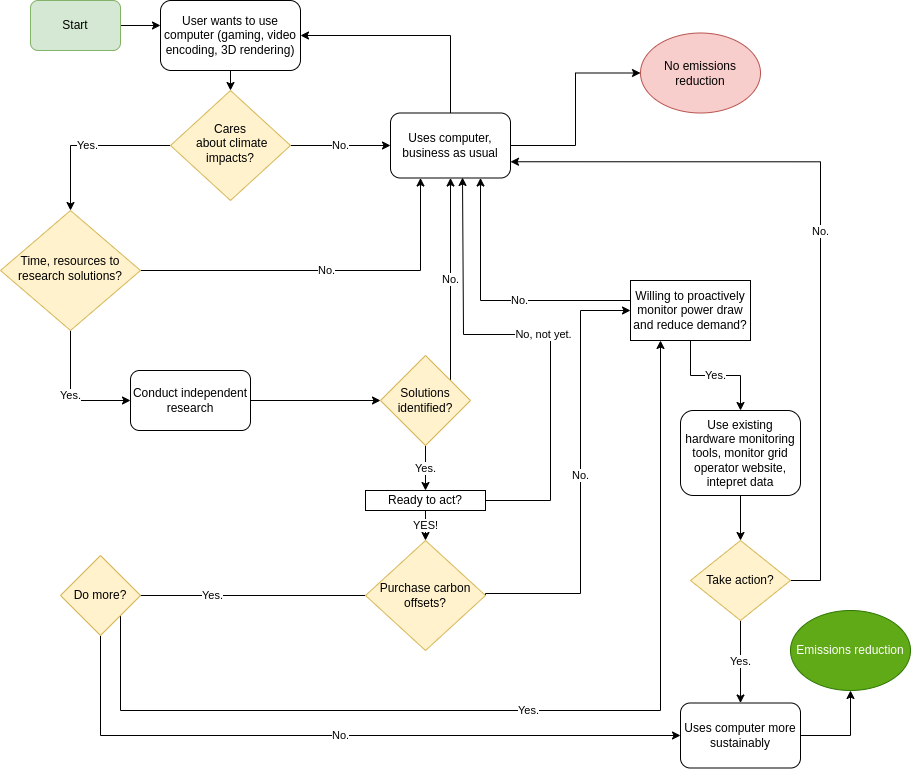 Start
User wants to use
computer (gaming, video
encoding, 3D rendering)
No emissions
reduction
Cares
about climate
impacts?
Yes.
No.
Uses computer,
business as usual
No.
Time, resources to
research solutions?
No.
No.
Willing to proactively
monitor power draw
and reduce demand?
No.
No, not yet.
Yes.
Yes.
Conduct independent
research
Solutions
identified?
Use existing
hardware monitoring
tools, monitor grid
operator website,
intepret data
Yes.
No.
Ready to act?
YES!
Do more?
Yes.
Purchase carbon
offsets?
Take action?
Yes.
Emissions reduction
Yes.
No.
Uses computer more
sustainably